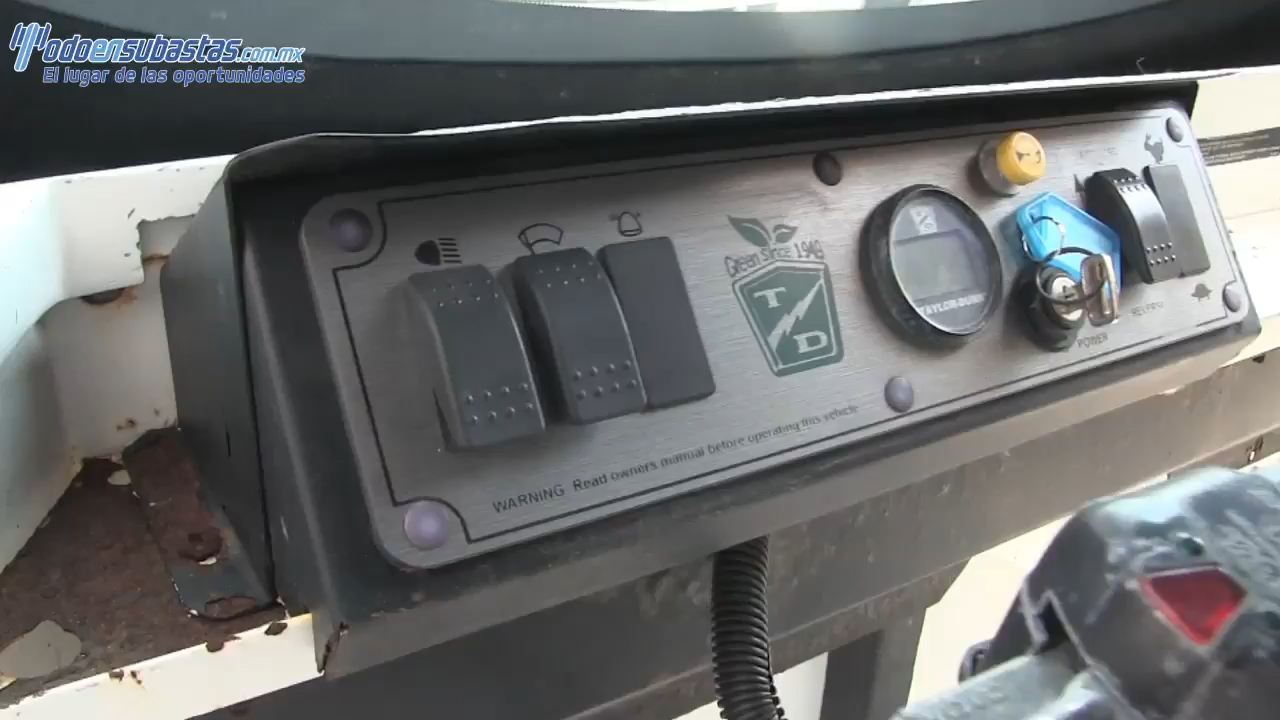 Todoensubastas.com.mx
El lugar de las oportunidades
Green Since 1949
T
D
TAYLOR-DUNN
POWER
WARNING Read owners manual before operating this vehicle